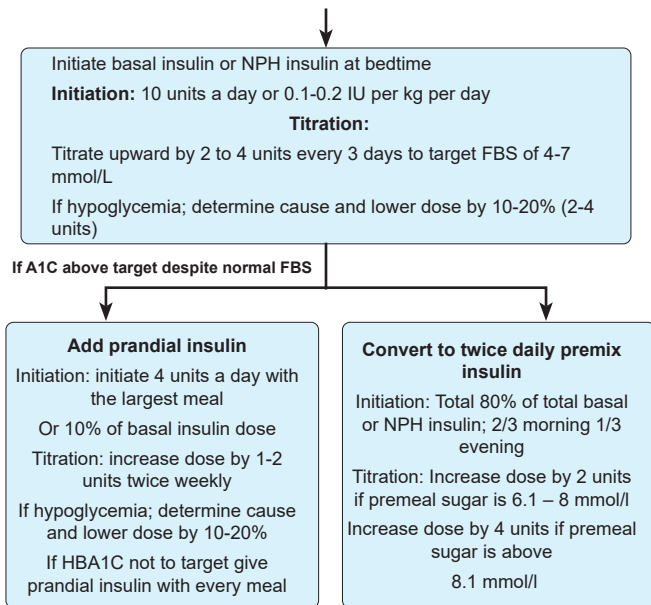 Initiate basal insulin or NPH insulin at bedtime
Initiation: 10 units a day or 0.1-0.2 IU per kg per day
Titration:
Titrate upward by 2 to 4 units every 3 days to target FBS of 4-7
mmol/L
If hypoglycemia; determine cause and lower dose by 10-20% (2-4
units)
If A1C above target despite normal FBS
Add prandial insulin
Initiation: initiate 4 units a day with
the largest meal
Or 10% of basal insulin dose
Titration: increase dose by 1-2
units twice weekly
If hypoglycemia; determine cause
and lower dose by 10-20%
If HBA1C not to target give
prandial insulin with every meal
Convert to twice daily premix
insulin
Initiation: Total 80% of total basal
or NPH insulin; 2/3 morning 1/3
evening
Titration: Increase dose by 2 units
if premeal sugar is 6.1 – 8 mmol/l
Increase dose by 4 units if premeal
sugar is above
8.1 mmol/l